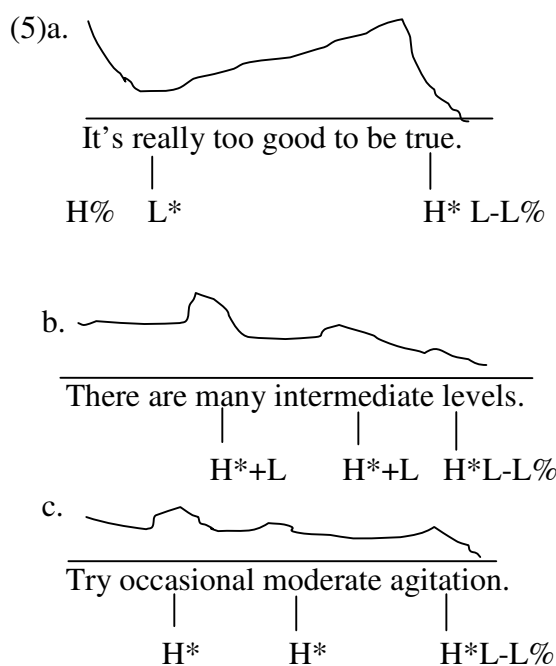 (5)a.
It's really too good to be true.
H% L* H* L-L%
b.
There are many intermediate levels.
H*+L H*+L H*L-L%
c.
Try occasional moderate agitation.
H* H* H*L-L%